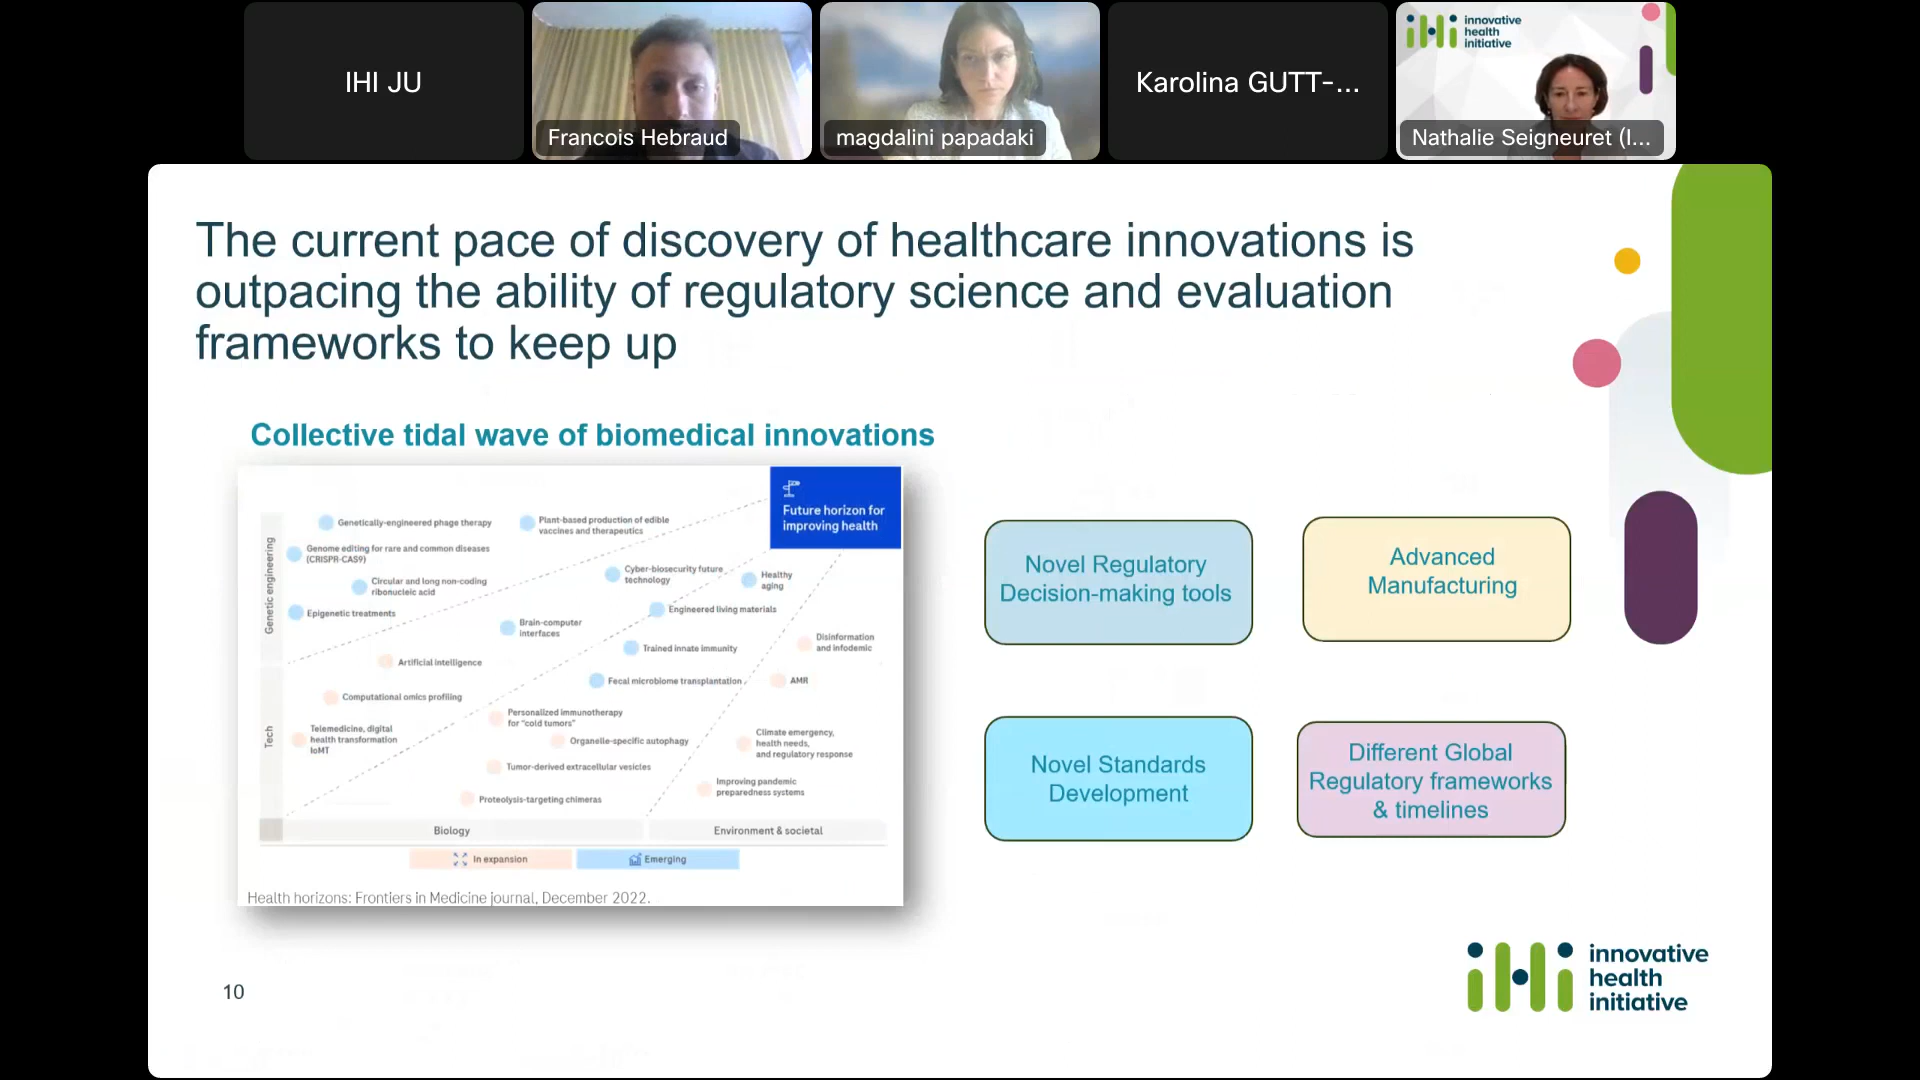 IHI JU
Francois Hebraud
magdalini papadaki
Karolina GUTT-...
innovative
health
initiative
Nathalie Seigneuret (I...
The current pace of discovery of healthcare innovations is
outpacing the ability of regulatory science and evaluation
frameworks to keep up
Collective tidal wave of biomedical innovations
Future horizon for
improving health
Genetic engineering
Genetically-engineered phage therapy
Plant-based production of edible
vaccines and therapeutics
Genome editing for rare and common diseases
(CRISPR-CAS9)
Circular and long non-coding
ribonucleic acid
Epigenetic treatments
Cyber-biosecurity future
technology
Healthy
aging
Engineered living materials
Brain-computer
interfaces
Trained innate immunity
Disinformation
and infodemic
Artificial intelligence
Fecal microbiome transplantation
AMR
Tech
Computational omics profiling
Personalized immunotherapy
for "cold tumors"
Telemedicine, digital
health transformation
IoMT
Organelle-specific autophagy
Climate emergency,
health needs,
and regulatory response
Tumor-derived extracellular vesicles
Improving pandemic
preparedness systems
Proteolysis-targeting chimeras
Biology
Environment & societal
In expansion
Emerging
Health horizons: Frontiers in Medicine journal, December 2022.
Novel Regulatory
Decision-making tools
Advanced
Manufacturing
Novel Standards
Development
Different Global
Regulatory frameworks
& timelines
10
iHi
innovative
health
initiative